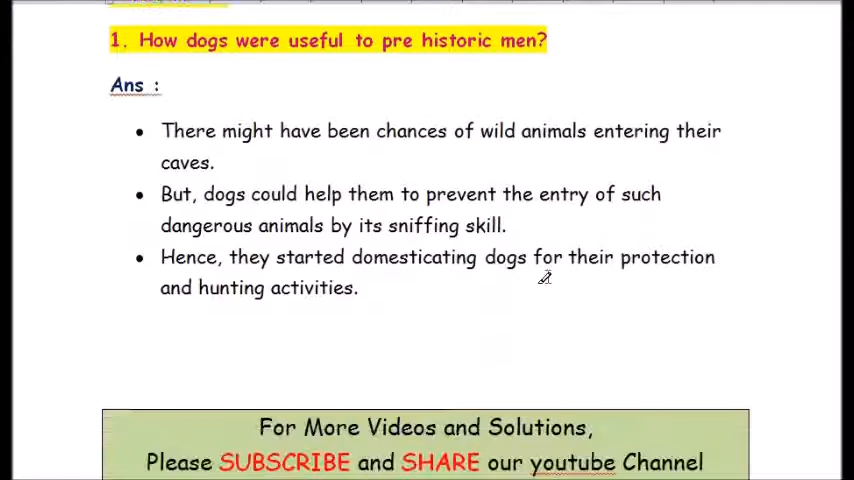 1. How dogs were useful to pre historic men?
Ans :
• There might have been chances of wild animals entering their
caves.
• But, dogs could help them to prevent the entry of such
dangerous animals by its sniffing skill.
• Hence, they started domesticating dogs for their protection
and hunting activities.
For More Videos and Solutions,
Please SUBSCRIBE and SHARE our youtube Channel